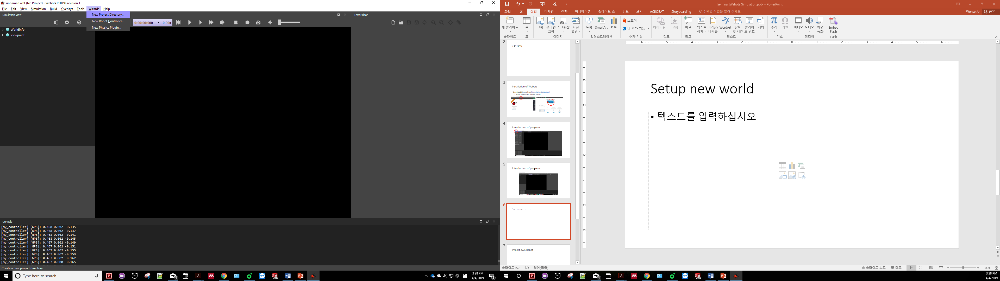 unnamed.wbt (No Project) - Webots R2019a revision 1
File Edit View Simulation Build Overlays Tools Wizards Help
New Project Directory...
New Robot Controller...
New Physics Plugin...
Simulation View
0:00:00:000 - 0.00x
WorldInfo
Viewpoint
Text Editor
Console
[my_controller] [GPS]: 0.468 0.002 -0.135
[my_controller] [GPS]: 0.468 0.002 -0.137
[my_controller] [GPS]: 0.468 0.002 -0.141
[my_controller] [GPS]: 0.468 0.002 -0.145
[my_controller] [GPS]: 0.467 0.002 -0.149
[my_controller] [GPS]: 0.467 0.002 -0.151
[my_controller] [GPS]: 0.467 0.002 -0.155
[my_controller] [GPS]: 0.467 0.002 -0.159
[my_controller] [GPS]: 0.467 0.002 -0.162
[my_controller] [GPS]: 0.467 0.000 -0.165
Create a new project directory.
Type here to search
3:28 PM
4/4/2019
[seminar]Webots Simulation.pptx - PowerPoint
파일 홈 삽입 디자인 전환 애니메이션 슬라이드 쇼 검토 보기 ACROBAT Storyboarding 수행할 작업을 알려 주세요. Wonse Jo 공유
새 슬라이드 표 그림 온라인 그림 스크린샷 사진 앨범 도형 SmartArt 차트 스토어 내 추가 기능 하이퍼링크 실행 메모 텍스트 상자 머리글/바닥글 WordArt 날짜 및 시간 슬라이드 번호 개체 수식 기호 비디오 오디오 화면 녹화 Embed Flash
슬라이드 표 이미지 일러스트레이션 추가 기능 링크 메모 텍스트 기호 미디어 Flash
2
Contents
3
Installation of Webots
Download Webots from https://cyberbotics.com/
4
Introduction of program
5
Introduction of program
6
Setup new world
7
Import own Robot
Setup new world
• 텍스트를 입력하십시오
슬라이드 6/8 영어(미국) 슬라이드 노트 메모 100%
3:28 PM
4/4/2019